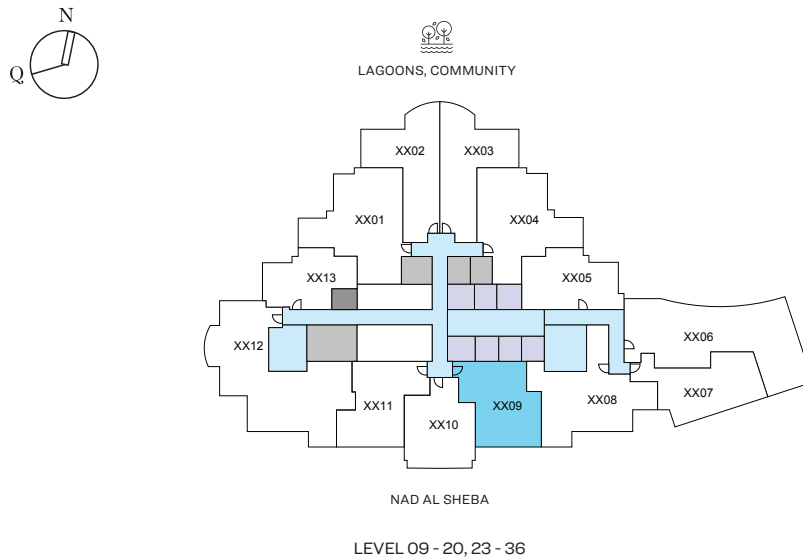 N
Q
LAGOONS, COMMUNITY
XX02
XX03
XX01
XX04
XX13
XX05
XX12
XX06
XX11
XX10
XX09
XX08
XX07
NAD AL SHEBA
LEVEL 09 - 20, 23 - 36